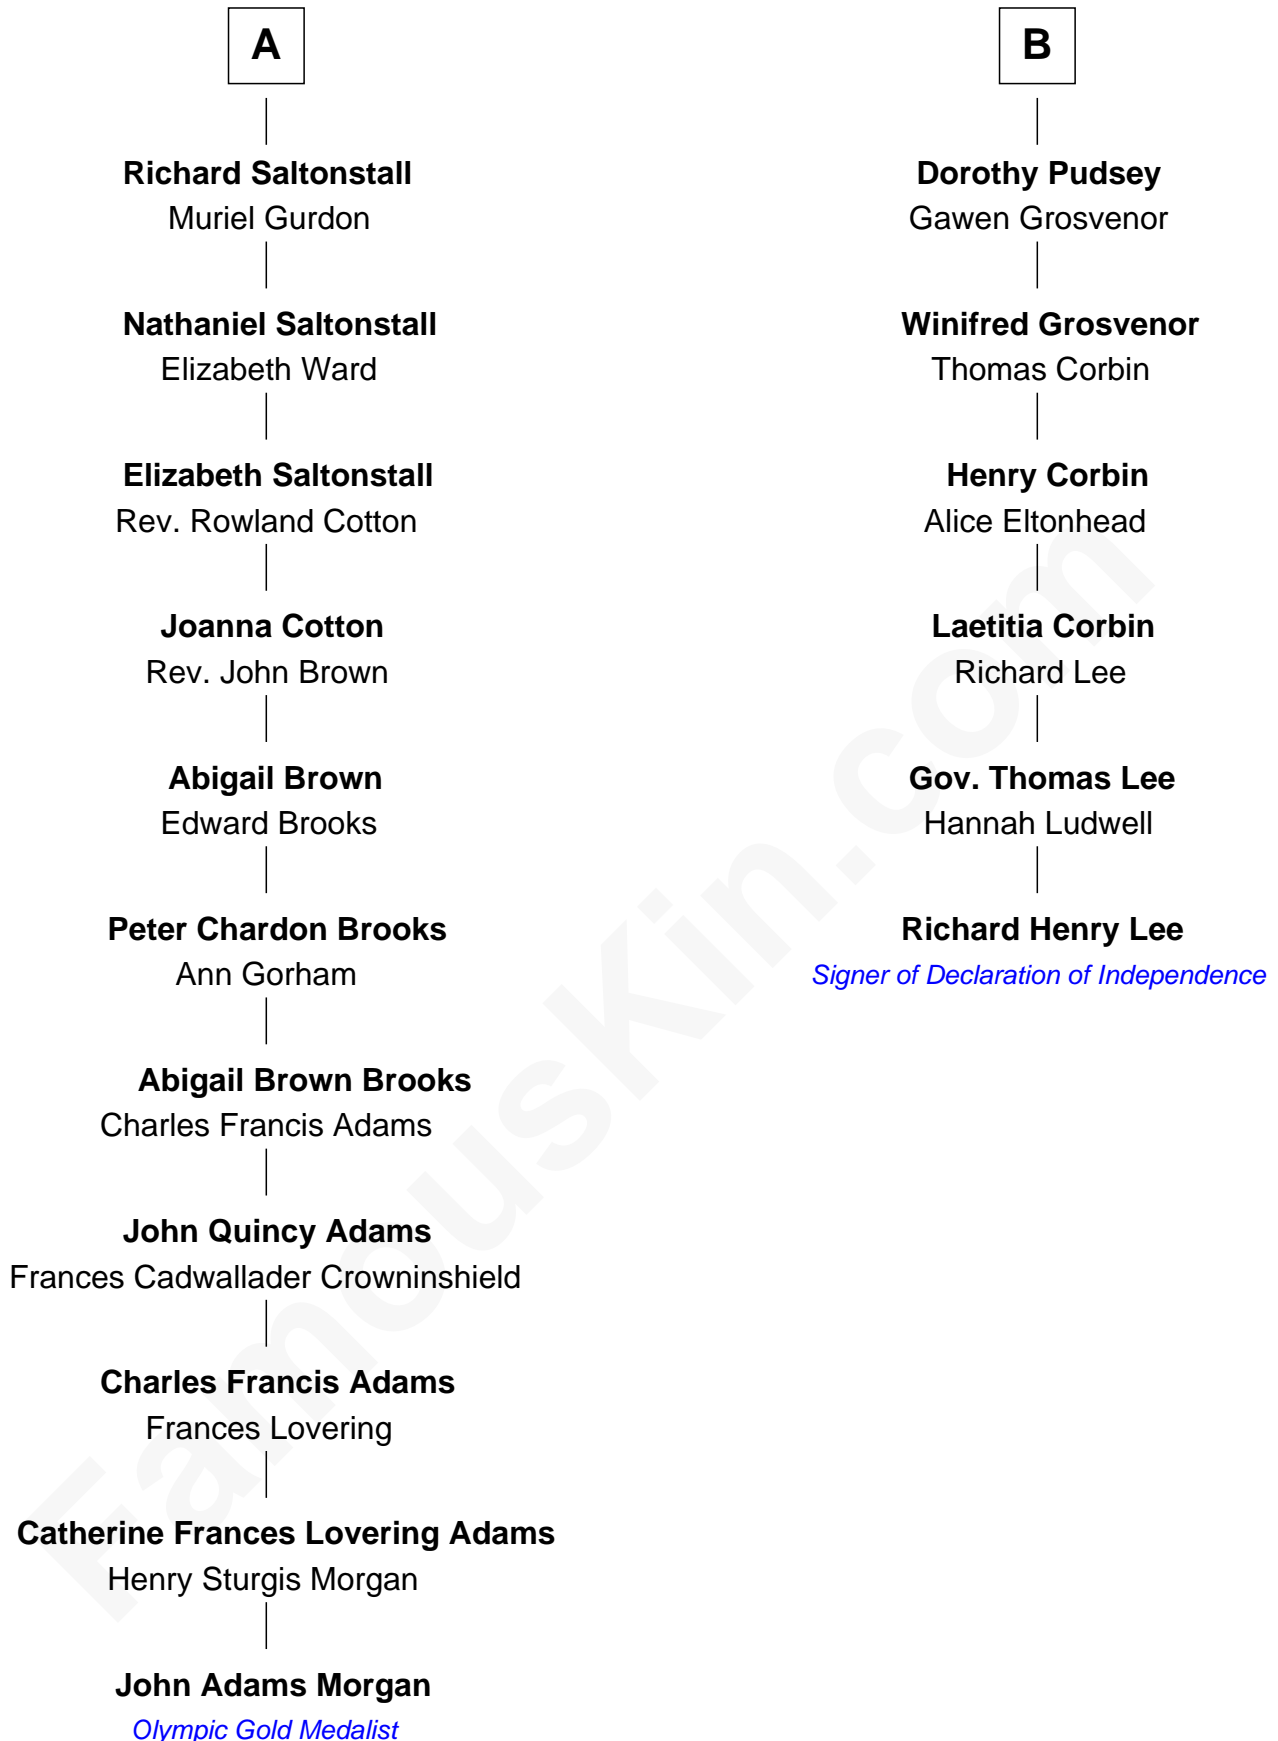 A
Richard Saltonstall
Muriel Gurdon
Nathaniel Saltonstall
Elizabeth Ward
Elizabeth Saltonstall
Rev. Rowland Cotton
Joanna Cotton
Rev. John Brown
Abigail Brown
Edward Brooks
Peter Chardon Brooks
Ann Gorham
Abigail Brown Brooks
Charles Francis Adams
John Quincy Adams
Frances Cadwallader Crowninshield
Charles Francis Adams
Frances Lovering
Catherine Frances Lovering Adams
Henry Sturgis Morgan
John Adams Morgan
Olympic Gold Medalist
B
Dorothy Pudsey
Gawen Grosvenor
Winifred Grosvenor
Thomas Corbin
Henry Corbin
Alice Eltonhead
Laetitia Corbin
Richard Lee
Gov. Thomas Lee
Hannah Ludwell
Richard Henry Lee
Signer of Declaration of Independence
FamousKin.com